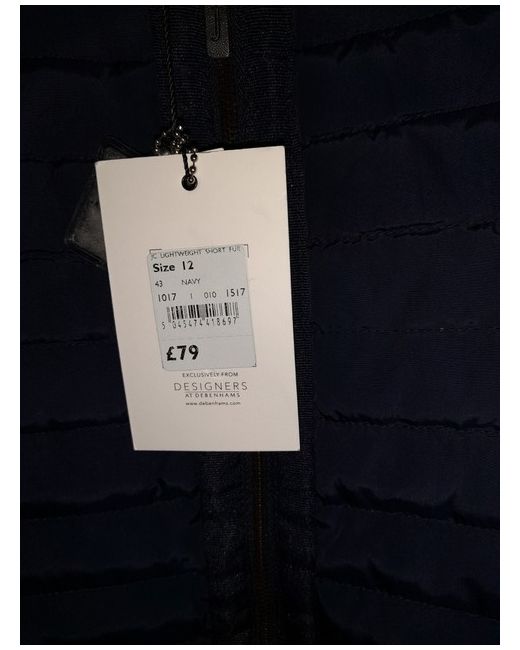 JC LIGHTWEIGHT SHORT FUL
Size 12
43 NAVY
1017 1 010 1517
5 045474 418697
£79
EXCLUSIVELY FROM
DESIGNERS
AT DEBENHAMS
www.debenhams.com